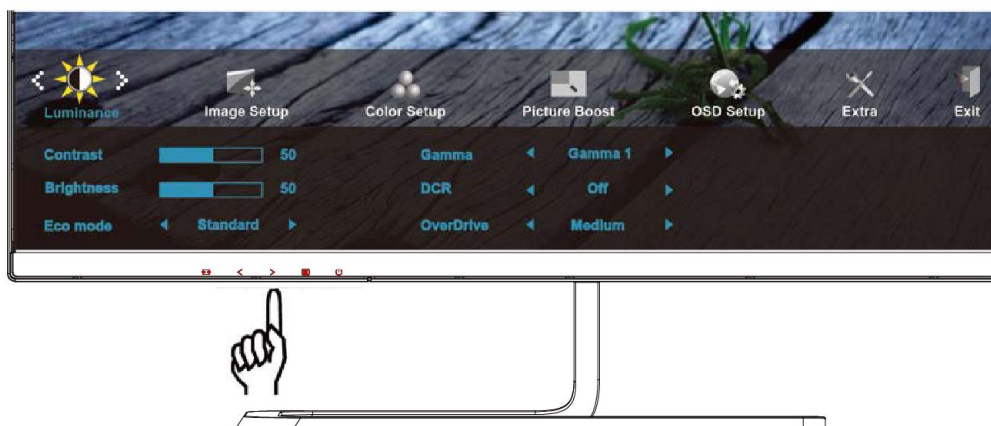 Luminance Image Setup Color Setup Picture Boost OSD Setup Extra Exit
Contrast 50 Gamma Gamma 1
Brightness 50 DCR Off
Eco mode Standard OverDrive Medium